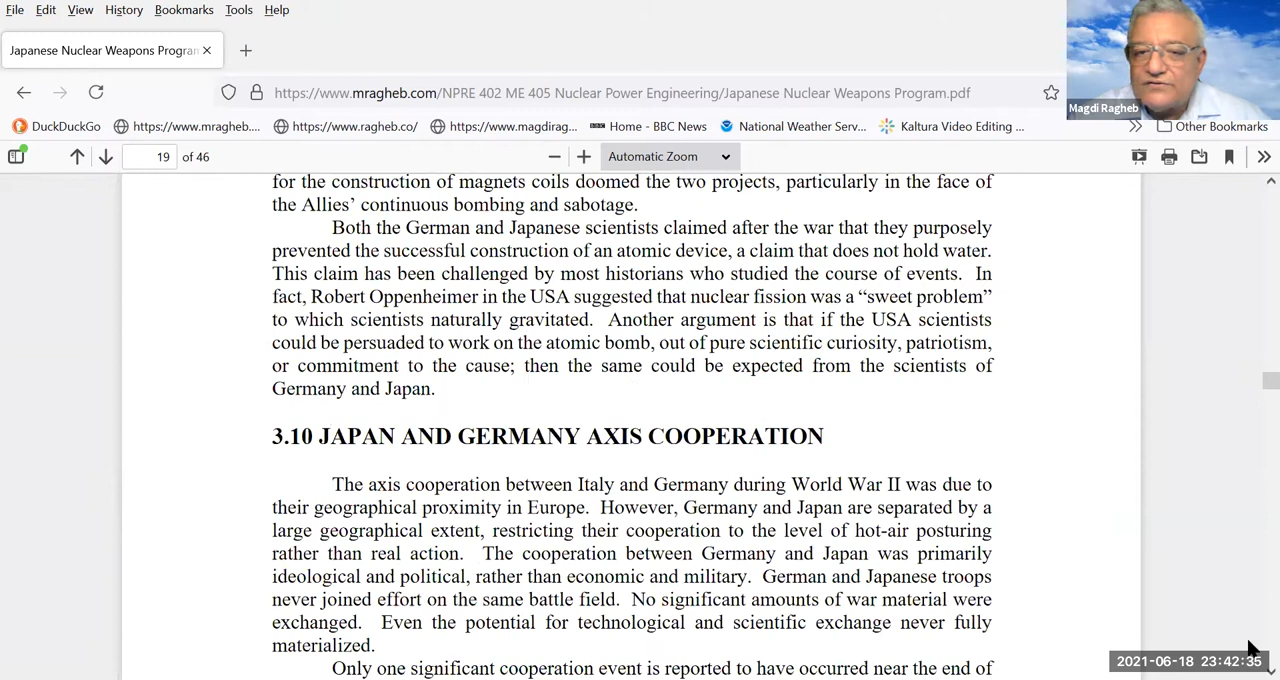 File Edit View History Bookmarks Tools Help
Japanese Nuclear Weapons Progran
https://www.mragheb.com/NPRE 402 ME 405 Nuclear Power Engineering/Japanese Nuclear Weapons Program.pdf
Magdi Ragheb
DuckDuckGo https://www.mragheb.... https://www.ragheb.co/ https://www.magdirag... BBC Home - BBC News National Weather Serv... Kaltura Video Editing ... Other Bookmarks
19 of 46 Automatic Zoom
for the construction of magnets coils doomed the two projects, particularly in the face of
the Allies’ continuous bombing and sabotage.
Both the German and Japanese scientists claimed after the war that they purposely
prevented the successful construction of an atomic device, a claim that does not hold water.
This claim has been challenged by most historians who studied the course of events. In
fact, Robert Oppenheimer in the USA suggested that nuclear fission was a “sweet problem”
to which scientists naturally gravitated. Another argument is that if the USA scientists
could be persuaded to work on the atomic bomb, out of pure scientific curiosity, patriotism,
or commitment to the cause; then the same could be expected from the scientists of
Germany and Japan.
3.10 JAPAN AND GERMANY AXIS COOPERATION
The axis cooperation between Italy and Germany during World War II was due to
their geographical proximity in Europe. However, Germany and Japan are separated by a
large geographical extent, restricting their cooperation to the level of hot-air posturing
rather than real action. The cooperation between Germany and Japan was primarily
ideological and political, rather than economic and military. German and Japanese troops
never joined effort on the same battle field. No significant amounts of war material were
exchanged. Even the potential for technological and scientific exchange never fully
materialized.
Only one significant cooperation event is reported to have occurred near the end of
2021-06-18 23:42:35